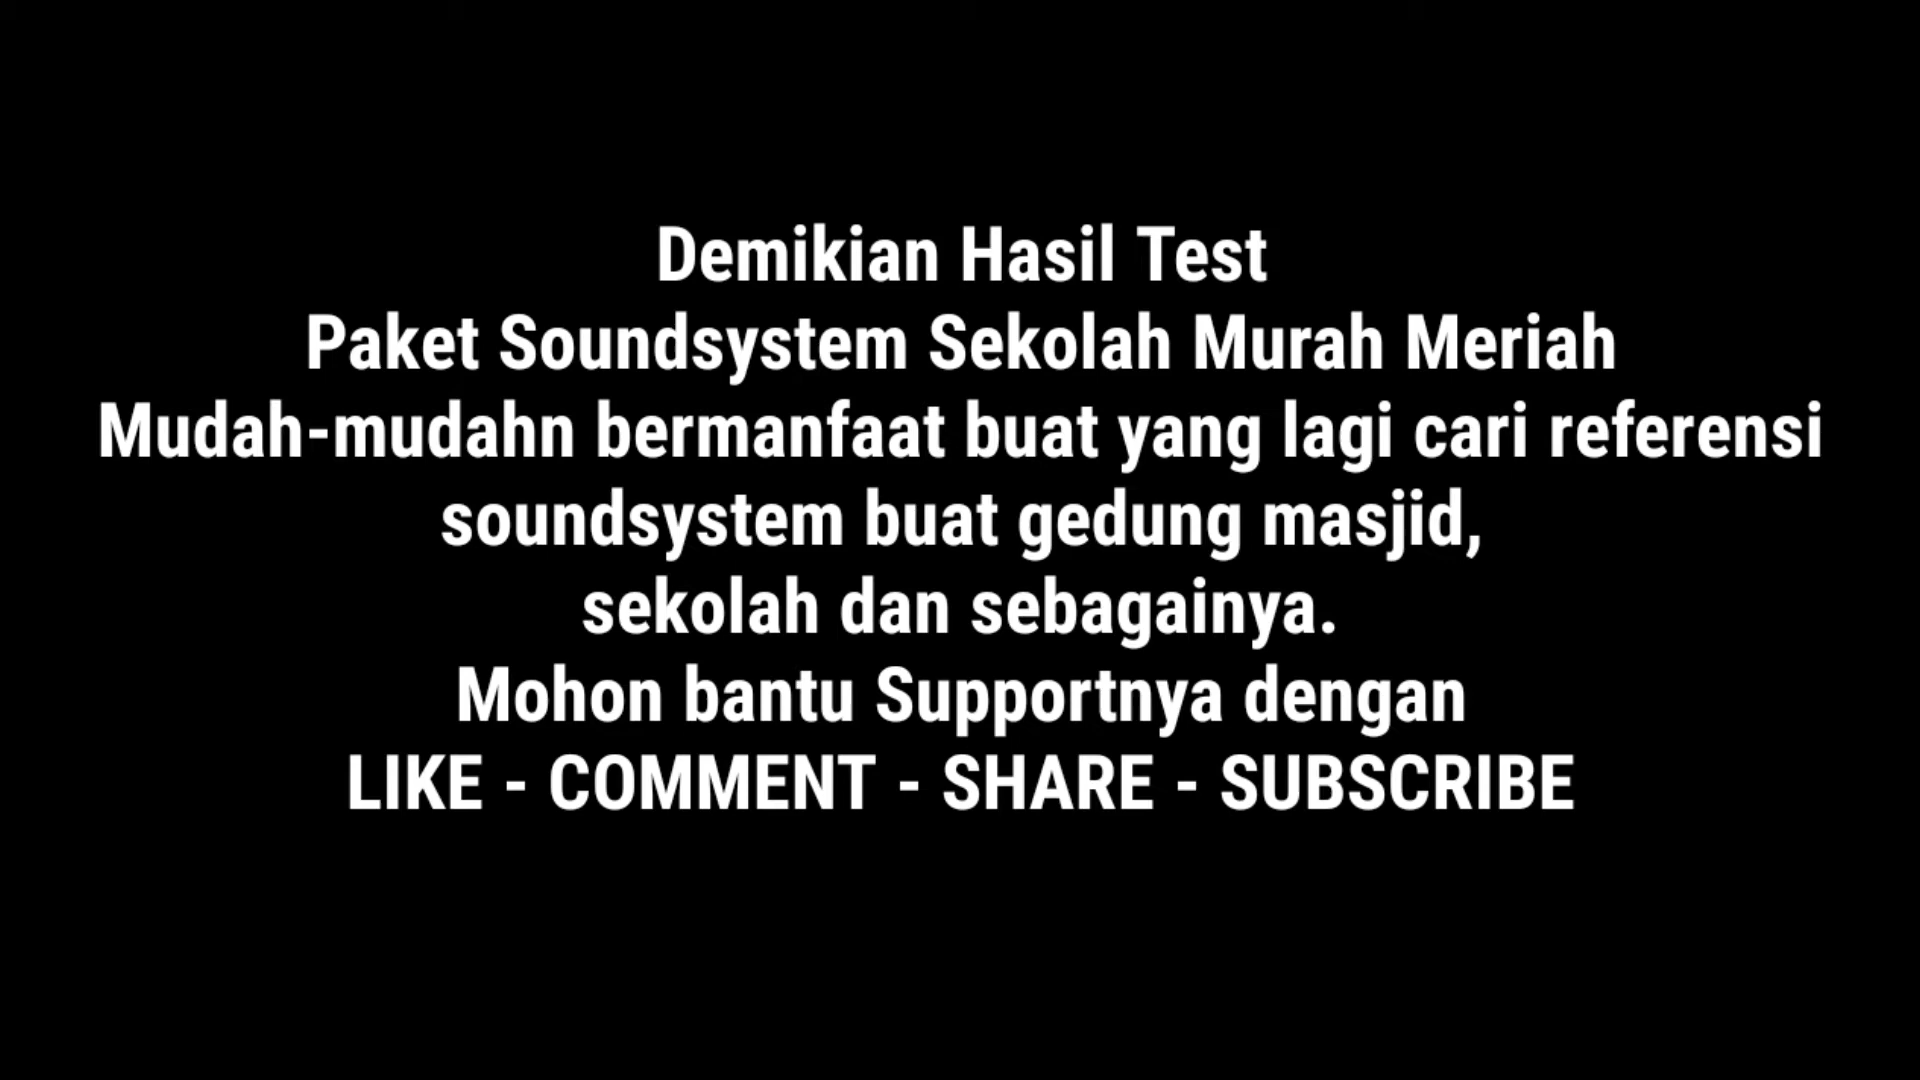 Demikian Hasil Test
Paket Soundsystem Sekolah Murah Meriah
Mudah-mudahn bermanfaat buat yang lagi cari referensi
soundsystem buat gedung masjid,
sekolah dan sebagainya.
Mohon bantu Supportnya dengan
LIKE - COMMENT - SHARE - SUBSCRIBE